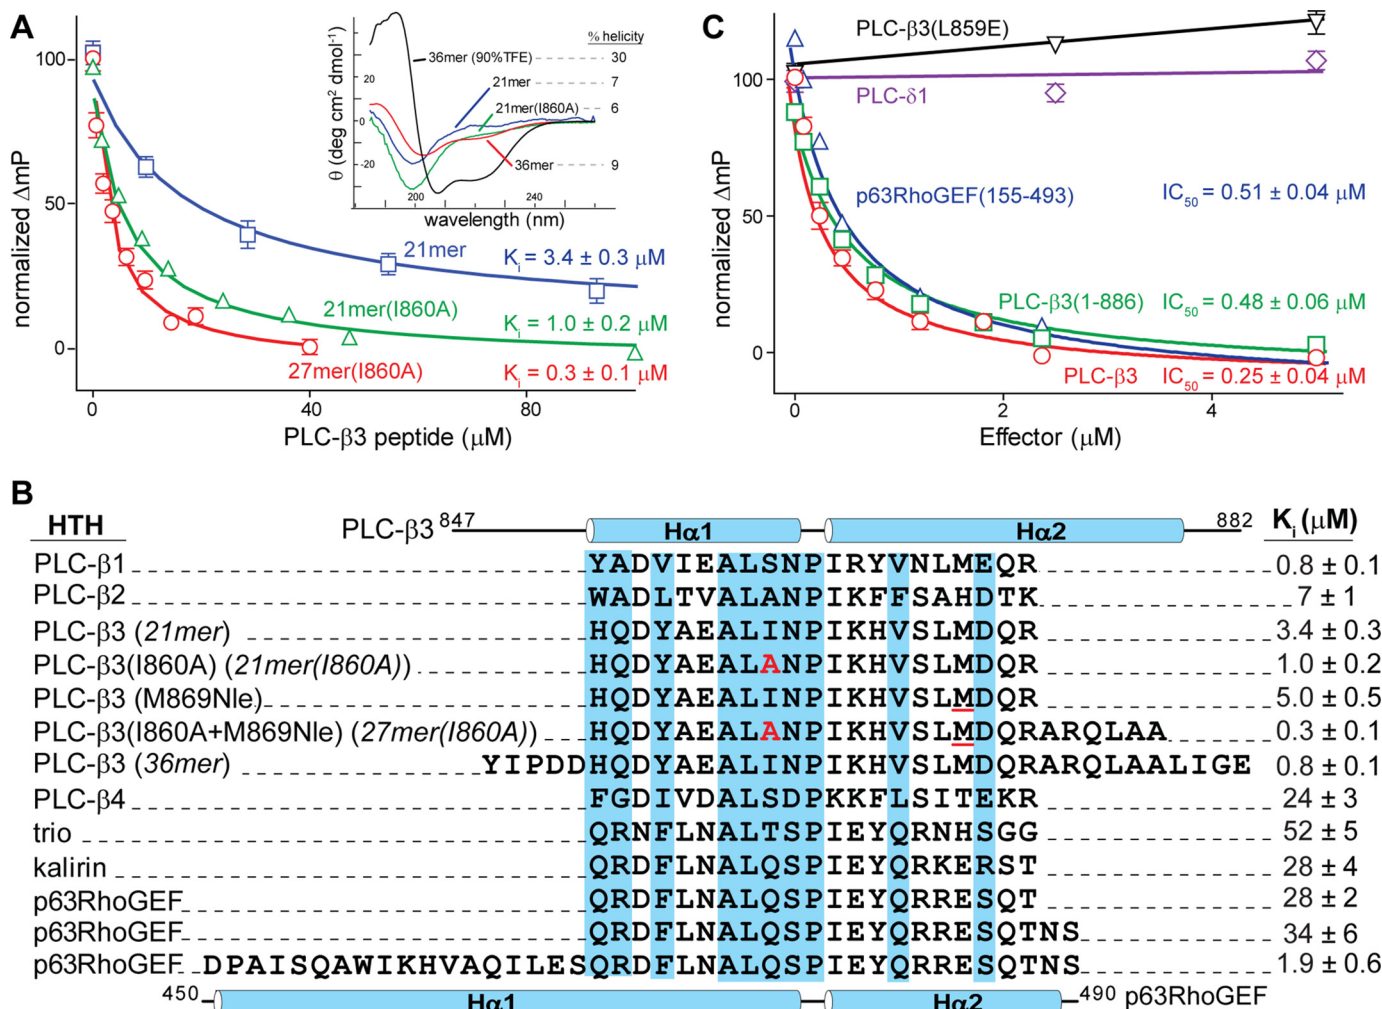 A
normalized ΔmP
100
50
0
0 40 80
PLC-β3 peptide (μM)
21mer
Ki = 3.4 ± 0.3 μM
21mer(I860A)
Ki = 1.0 ± 0.2 μM
27mer(I860A)
Ki = 0.3 ± 0.1 μM
θ (deg cm2 dmol-1)
20
-20
200 240
wavelength (nm)
% helicity
36mer (90%TFE) 30
21mer 7
21mer(I860A) 6
36mer 9
C
normalized ΔmP
100
50
0
0 2 4
Effector (μM)
PLC-β3(L859E)
PLC-δ1
p63RhoGEF(155-493) IC50 = 0.51 ± 0.04 μM
PLC-β3(1-886) IC50 = 0.48 ± 0.06 μM
PLC-β3 IC50 = 0.25 ± 0.04 μM
B
HTH PLC-β3 847 Hα1 Hα2 882 Ki (μM)
PLC-β1 YADVIEALSNPIRYVNLMEQR 0.8 ± 0.1
PLC-β2 WADLTVALANPIKFFSAHDTK 7 ± 1
PLC-β3 (21mer) HQDYAEALINPIKHVSLMDQR 3.4 ± 0.3
PLC-β3(I860A) (21mer(I860A)) HQDYAEALANPIKHVSLMDQR 1.0 ± 0.2
PLC-β3 (M869Nle) HQDYAEALINPIKHVSLMDQR 5.0 ± 0.5
PLC-β3(I860A+M869Nle) (27mer(I860A)) HQDYAEALANPIKHVSLMDQRARQLAA 0.3 ± 0.1
PLC-β3 (36mer) YIPDDHQDYAEALINPIKHVSLMDQRARQLAALIGE 0.8 ± 0.1
PLC-β4 FGDIVDALSDPKKFLSITEKR 24 ± 3
trio QRNFLNALTSPIEYQRNHSGG 52 ± 5
kalirin QRDFLNALQSPIEYQRKERST 28 ± 4
p63RhoGEF QRDFLNALQSPIEYQRRESQT 28 ± 2
p63RhoGEF QRDFLNALQSPIEYQRRESQTNS 34 ± 6
p63RhoGEF DPAISQAWIKHVAQILESQRDFLNALQSPIEYQRRESQTNS 1.9 ± 0.6
450 Hα1 Hα2 490 p63RhoGEF